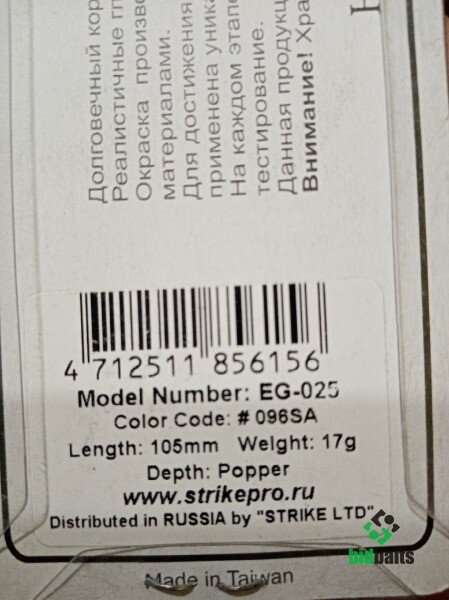 Долговечный кор
Реалистичные гл
Окраска произво
материалами.
Для достижения
применена уника
На каждом этапе
тестирование.
Данная продукц
Внимание! Хра
4 712511 856156
Model Number: EG-025
Color Code: # 096SA
Length: 105mm Weight: 17g
Depth: Popper
www.strikepro.ru
Distributed in RUSSIA by "STRIKE LTD"
bidbaits
Made in Taiwan